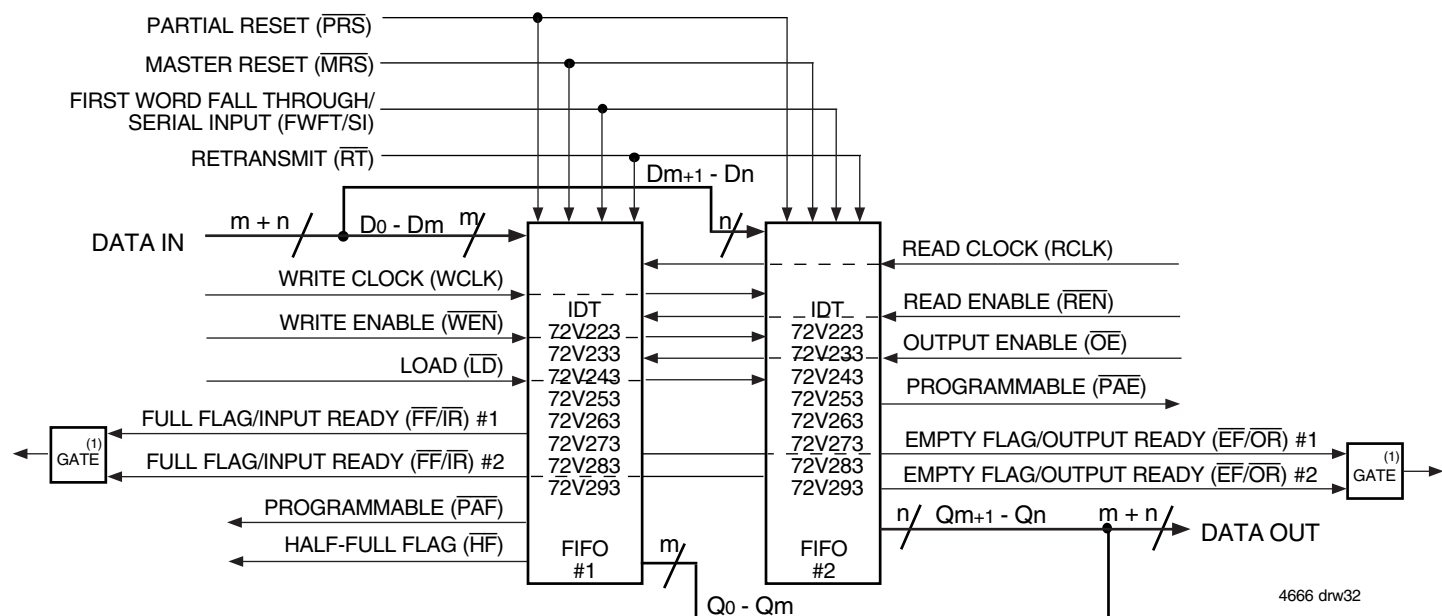 PARTIAL RESET (PRS)
MASTER RESET (MRS)
FIRST WORD FALL THROUGH/
SERIAL INPUT (FWFT/SI)
RETRANSMIT (RT)
Dm+1 - Dn
m + n
D0 - Dm
m
n
DATA IN
READ CLOCK (RCLK)
WRITE CLOCK (WCLK)
READ ENABLE (REN)
WRITE ENABLE (WEN)
OUTPUT ENABLE (OE)
LOAD (LD)
PROGRAMMABLE (PAE)
IDT
72V223
72V233
72V243
72V253
72V263
72V273
72V283
72V293
IDT
72V223
72V233
72V243
72V253
72V263
72V273
72V283
72V293
FULL FLAG/INPUT READY (FF/IR) #1
(1)
GATE
FULL FLAG/INPUT READY (FF/IR) #2
EMPTY FLAG/OUTPUT READY (EF/OR) #1
(1)
GATE
EMPTY FLAG/OUTPUT READY (EF/OR) #2
PROGRAMMABLE (PAF)
HALF-FULL FLAG (HF)
n
Qm+1 - Qn
m + n
DATA OUT
FIFO
#1
m
FIFO
#2
Q0 - Qm
4666 drw32